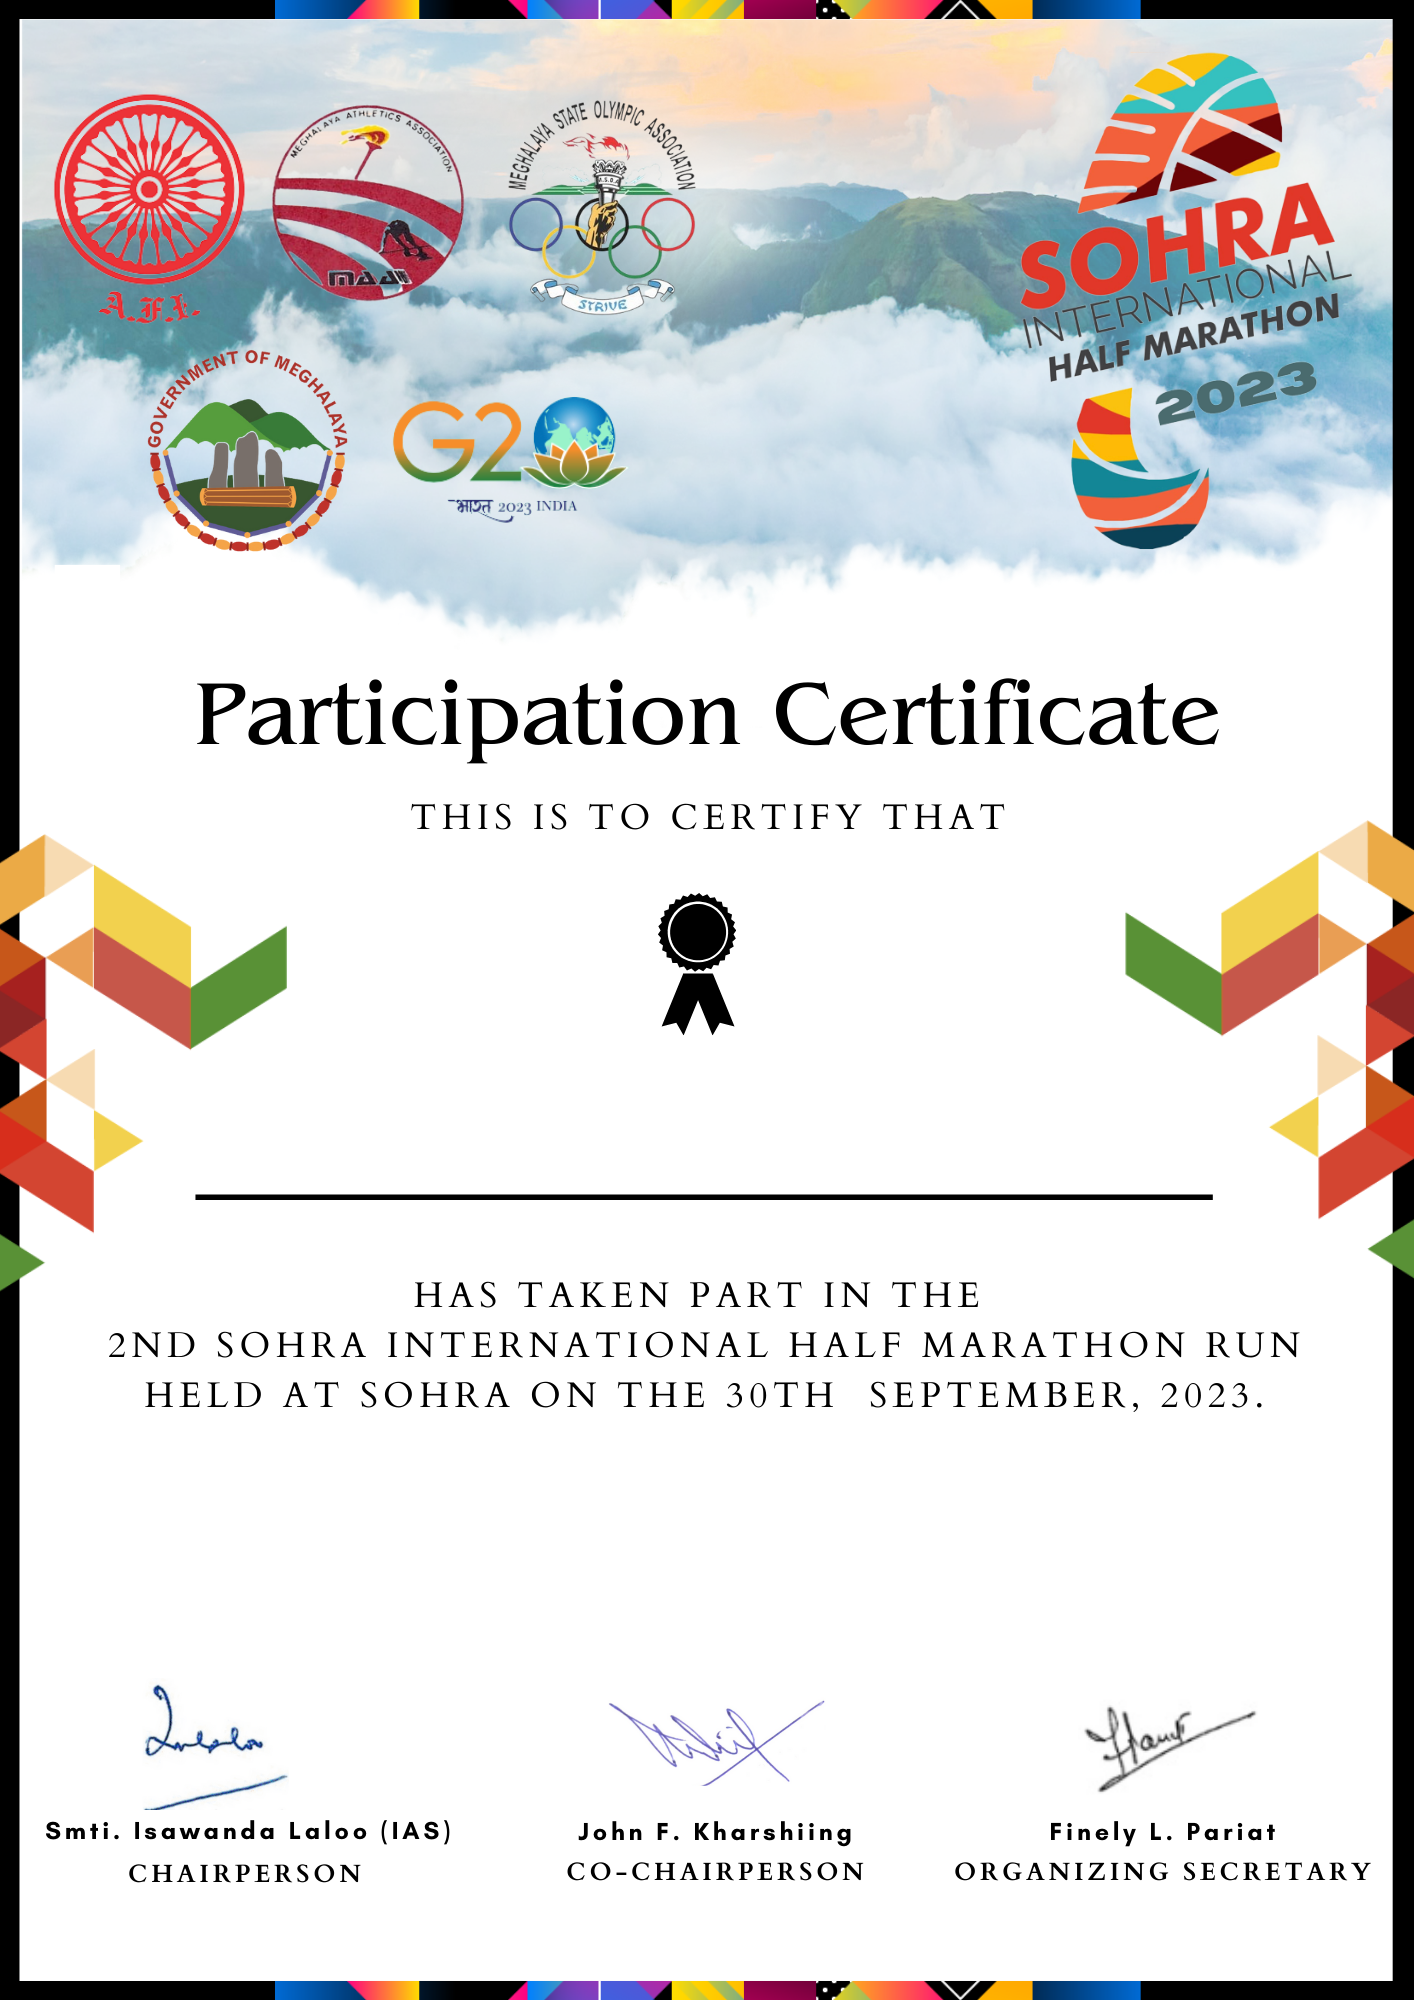 A.F.I.
MEGHALAYA ATHLETICS ASSOCIATION
MAA
MEGHALAYA STATE OLYMPIC ASSOCIATION
STRIVE
SOHRA
INTERNATIONAL
HALF MARATHON
2023
GOVERNMENT OF MEGHALAYA
G20
भारत 2023 INDIA
Participation Certificate
THIS IS TO CERTIFY THAT
HAS TAKEN PART IN THE
2ND SOHRA INTERNATIONAL HALF MARATHON RUN
HELD AT SOHRA ON THE 30TH SEPTEMBER, 2023.
Smti. Isawanda Laloo (IAS)
CHAIRPERSON
John F. Kharshiing
CO-CHAIRPERSON
Finely L. Pariat
ORGANIZING SECRETARY